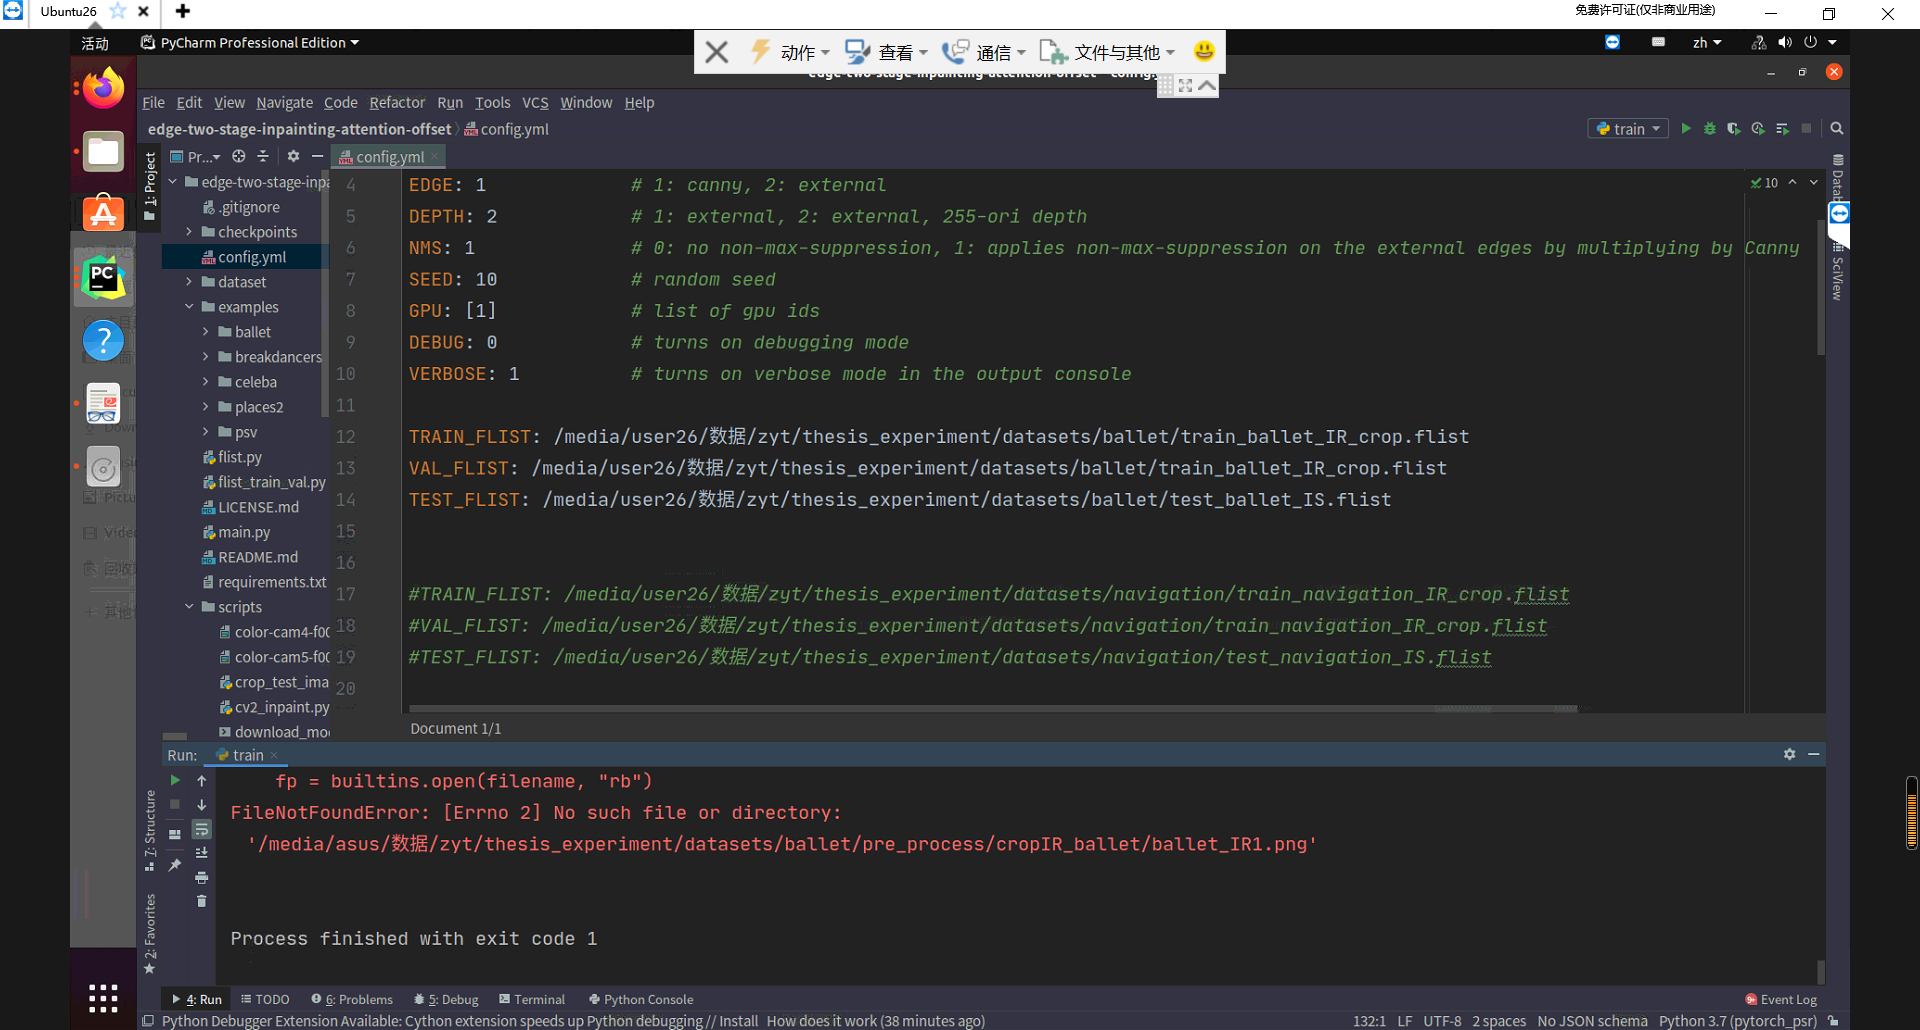 Ubuntu26
免费许可证(仅非商业用途)
活动
PyCharm Professional Edition
动作
查看
通信
文件与其他
zh
File Edit View Navigate Code Refactor Run Tools VCS Window Help
edge-two-stage-inpainting-attention-offset
config.yml
train
1: Project
Pr...
config.yml
edge-two-stage-inpa
.gitignore
checkpoints
config.yml
dataset
examples
ballet
breakdancers
celeba
places2
psv
flist.py
flist_train_val.py
LICENSE.md
main.py
README.md
requirements.txt
scripts
color-cam4-f00
color-cam5-f00
crop_test_ima
cv2_inpaint.py
download_mo
4 EDGE: 1 # 1: canny, 2: external
5 DEPTH: 2 # 1: external, 2: external, 255-ori depth
6 NMS: 1 # 0: no non-max-suppression, 1: applies non-max-suppression on the external edges by multiplying by Canny
7 SEED: 10 # random seed
8 GPU: [1] # list of gpu ids
9 DEBUG: 0 # turns on debugging mode
10 VERBOSE: 1 # turns on verbose mode in the output console
11
12 TRAIN_FLIST: /media/user26/数据/zyt/thesis_experiment/datasets/ballet/train_ballet_IR_crop.flist
13 VAL_FLIST: /media/user26/数据/zyt/thesis_experiment/datasets/ballet/train_ballet_IR_crop.flist
14 TEST_FLIST: /media/user26/数据/zyt/thesis_experiment/datasets/ballet/test_ballet_IS.flist
15
16
17 #TRAIN_FLIST: /media/user26/数据/zyt/thesis_experiment/datasets/navigation/train_navigation_IR_crop.flist
18 #VAL_FLIST: /media/user26/数据/zyt/thesis_experiment/datasets/navigation/train_navigation_IR_crop.flist
19 #TEST_FLIST: /media/user26/数据/zyt/thesis_experiment/datasets/navigation/test_navigation_IS.flist
20
10
SciView
Document 1/1
Run: train
fp = builtins.open(filename, "rb")
FileNotFoundError: [Errno 2] No such file or directory:
'/media/asus/数据/zyt/thesis_experiment/datasets/ballet/pre_process/cropIR_ballet/ballet_IR1.png'
Process finished with exit code 1
7: Structure
2: Favorites
4: Run TODO 6: Problems 5: Debug Terminal Python Console
Event Log
Python Debugger Extension Available: Cython extension speeds up Python debugging // Install How does it work (38 minutes ago)
132:1 LF UTF-8 2 spaces No JSON schema Python 3.7 (pytorch_psr)